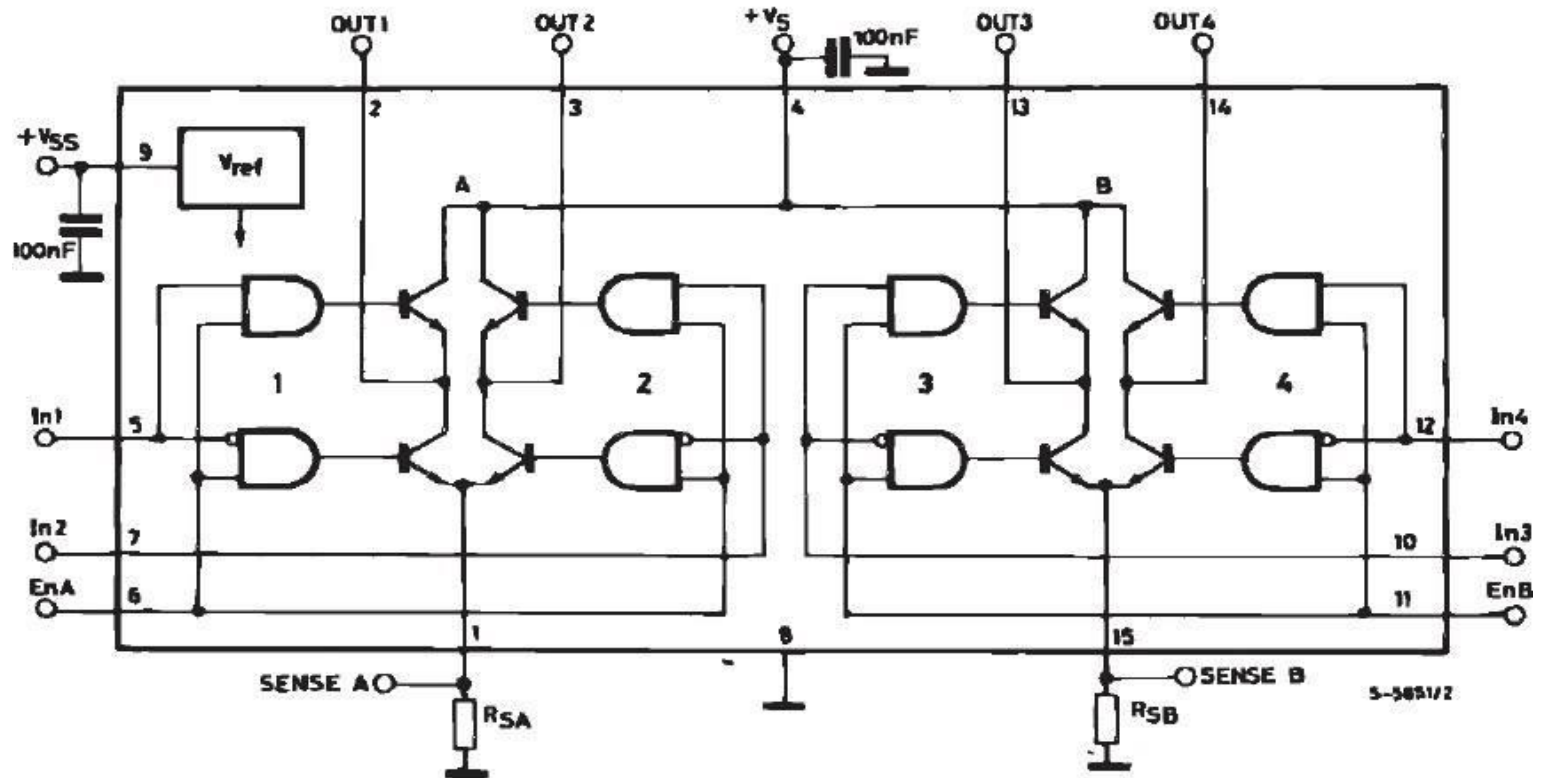 OUT1 OUT2 +VS 100nF OUT3 OUT4
2 3 4 13 14
+VSS 9 Vref
A B
100nF
1 2 3 4
In1 5 12 In4
In2 7 10 In3
EnA 6 11 EnB
1 8 15
SENSE A SENSE B
S-5851/2
RSA RSB